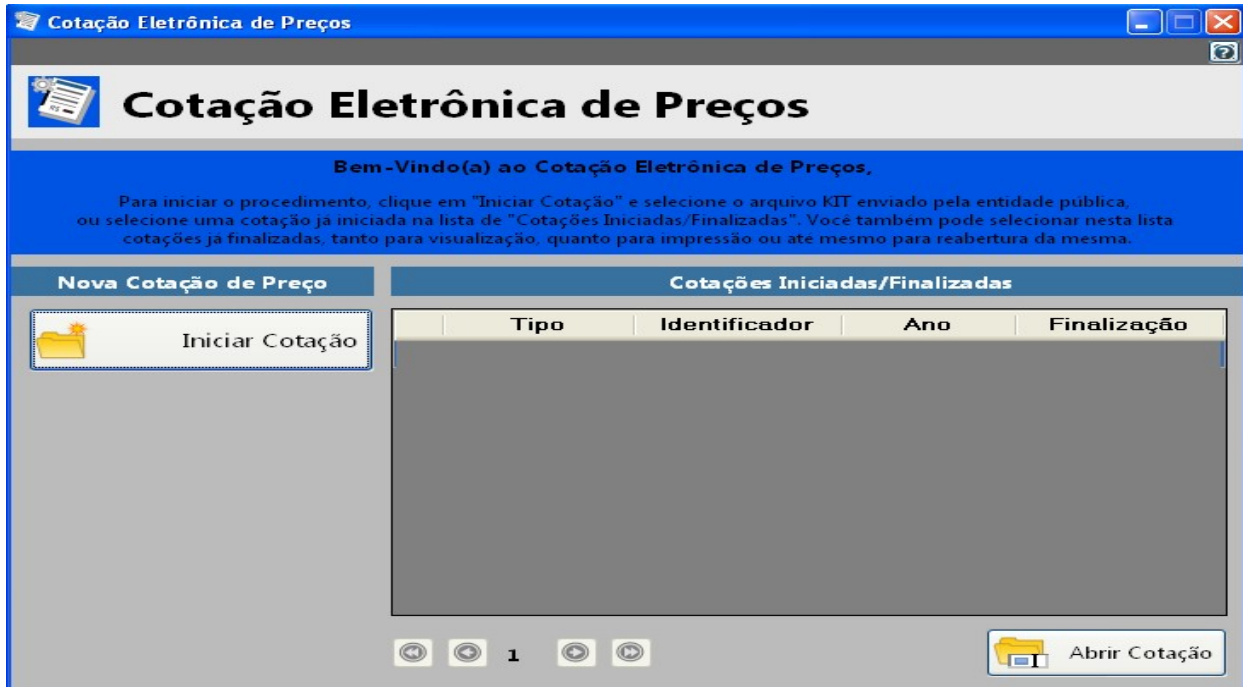 Cotação Eletrônica de Preços
Cotação Eletrônica de Preços
Bem-Vindo(a) ao Cotação Eletrônica de Preços,
Para iniciar o procedimento, clique em "Iniciar Cotação" e selecione o arquivo KIT enviado pela entidade pública,
ou selecione uma cotação já iniciada na lista de "Cotações Iniciadas/Finalizadas". Você também pode selecionar nesta lista
cotações já finalizadas, tanto para visualização, quanto para impressão ou até mesmo para reabertura da mesma.
Nova Cotação de Preço
Cotações Iniciadas/Finalizadas
Iniciar Cotação
Tipo Identificador Ano Finalização
1
Abrir Cotação